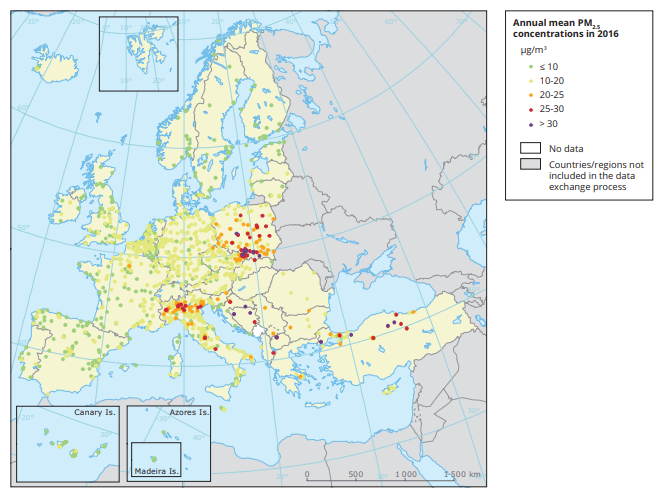 Annual mean PM2.5
concentrations in 2016
µg/m³
≤ 10
10-20
20-25
25-30
> 30
No data
Countries/regions not
included in the data
exchange process
Canary Is.
Azores Is.
Madeira Is.
0 500 1 000 1 500 km